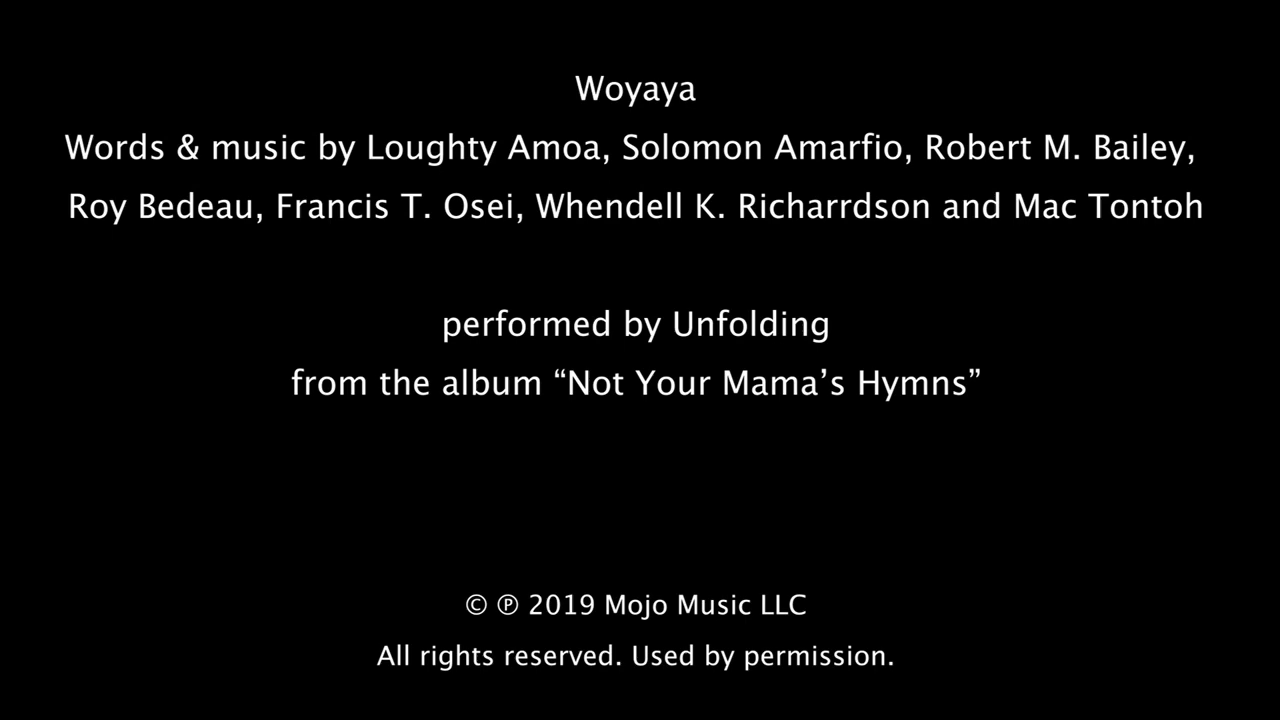 Woyaya
Words & music by Loughty Amoa, Solomon Amarfio, Robert M. Bailey,
Roy Bedeau, Francis T. Osei, Whendell K. Richarrdson and Mac Tontoh
performed by Unfolding
from the album “Not Your Mama’s Hymns”
© ℗ 2019 Mojo Music LLC
All rights reserved. Used by permission.